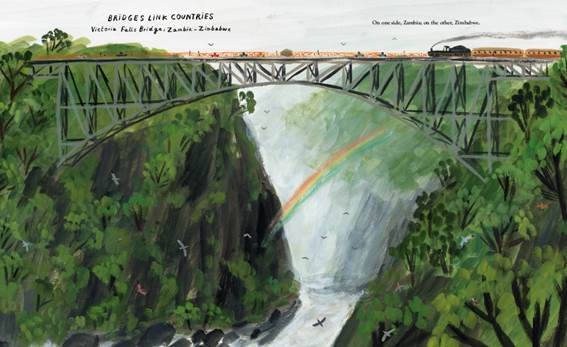 BRIDGES LINK COUNTRIES
Victoria Falls Bridge: Zambia - Zimbabwe
On one side, Zambia; on the other, Zimbabwe.